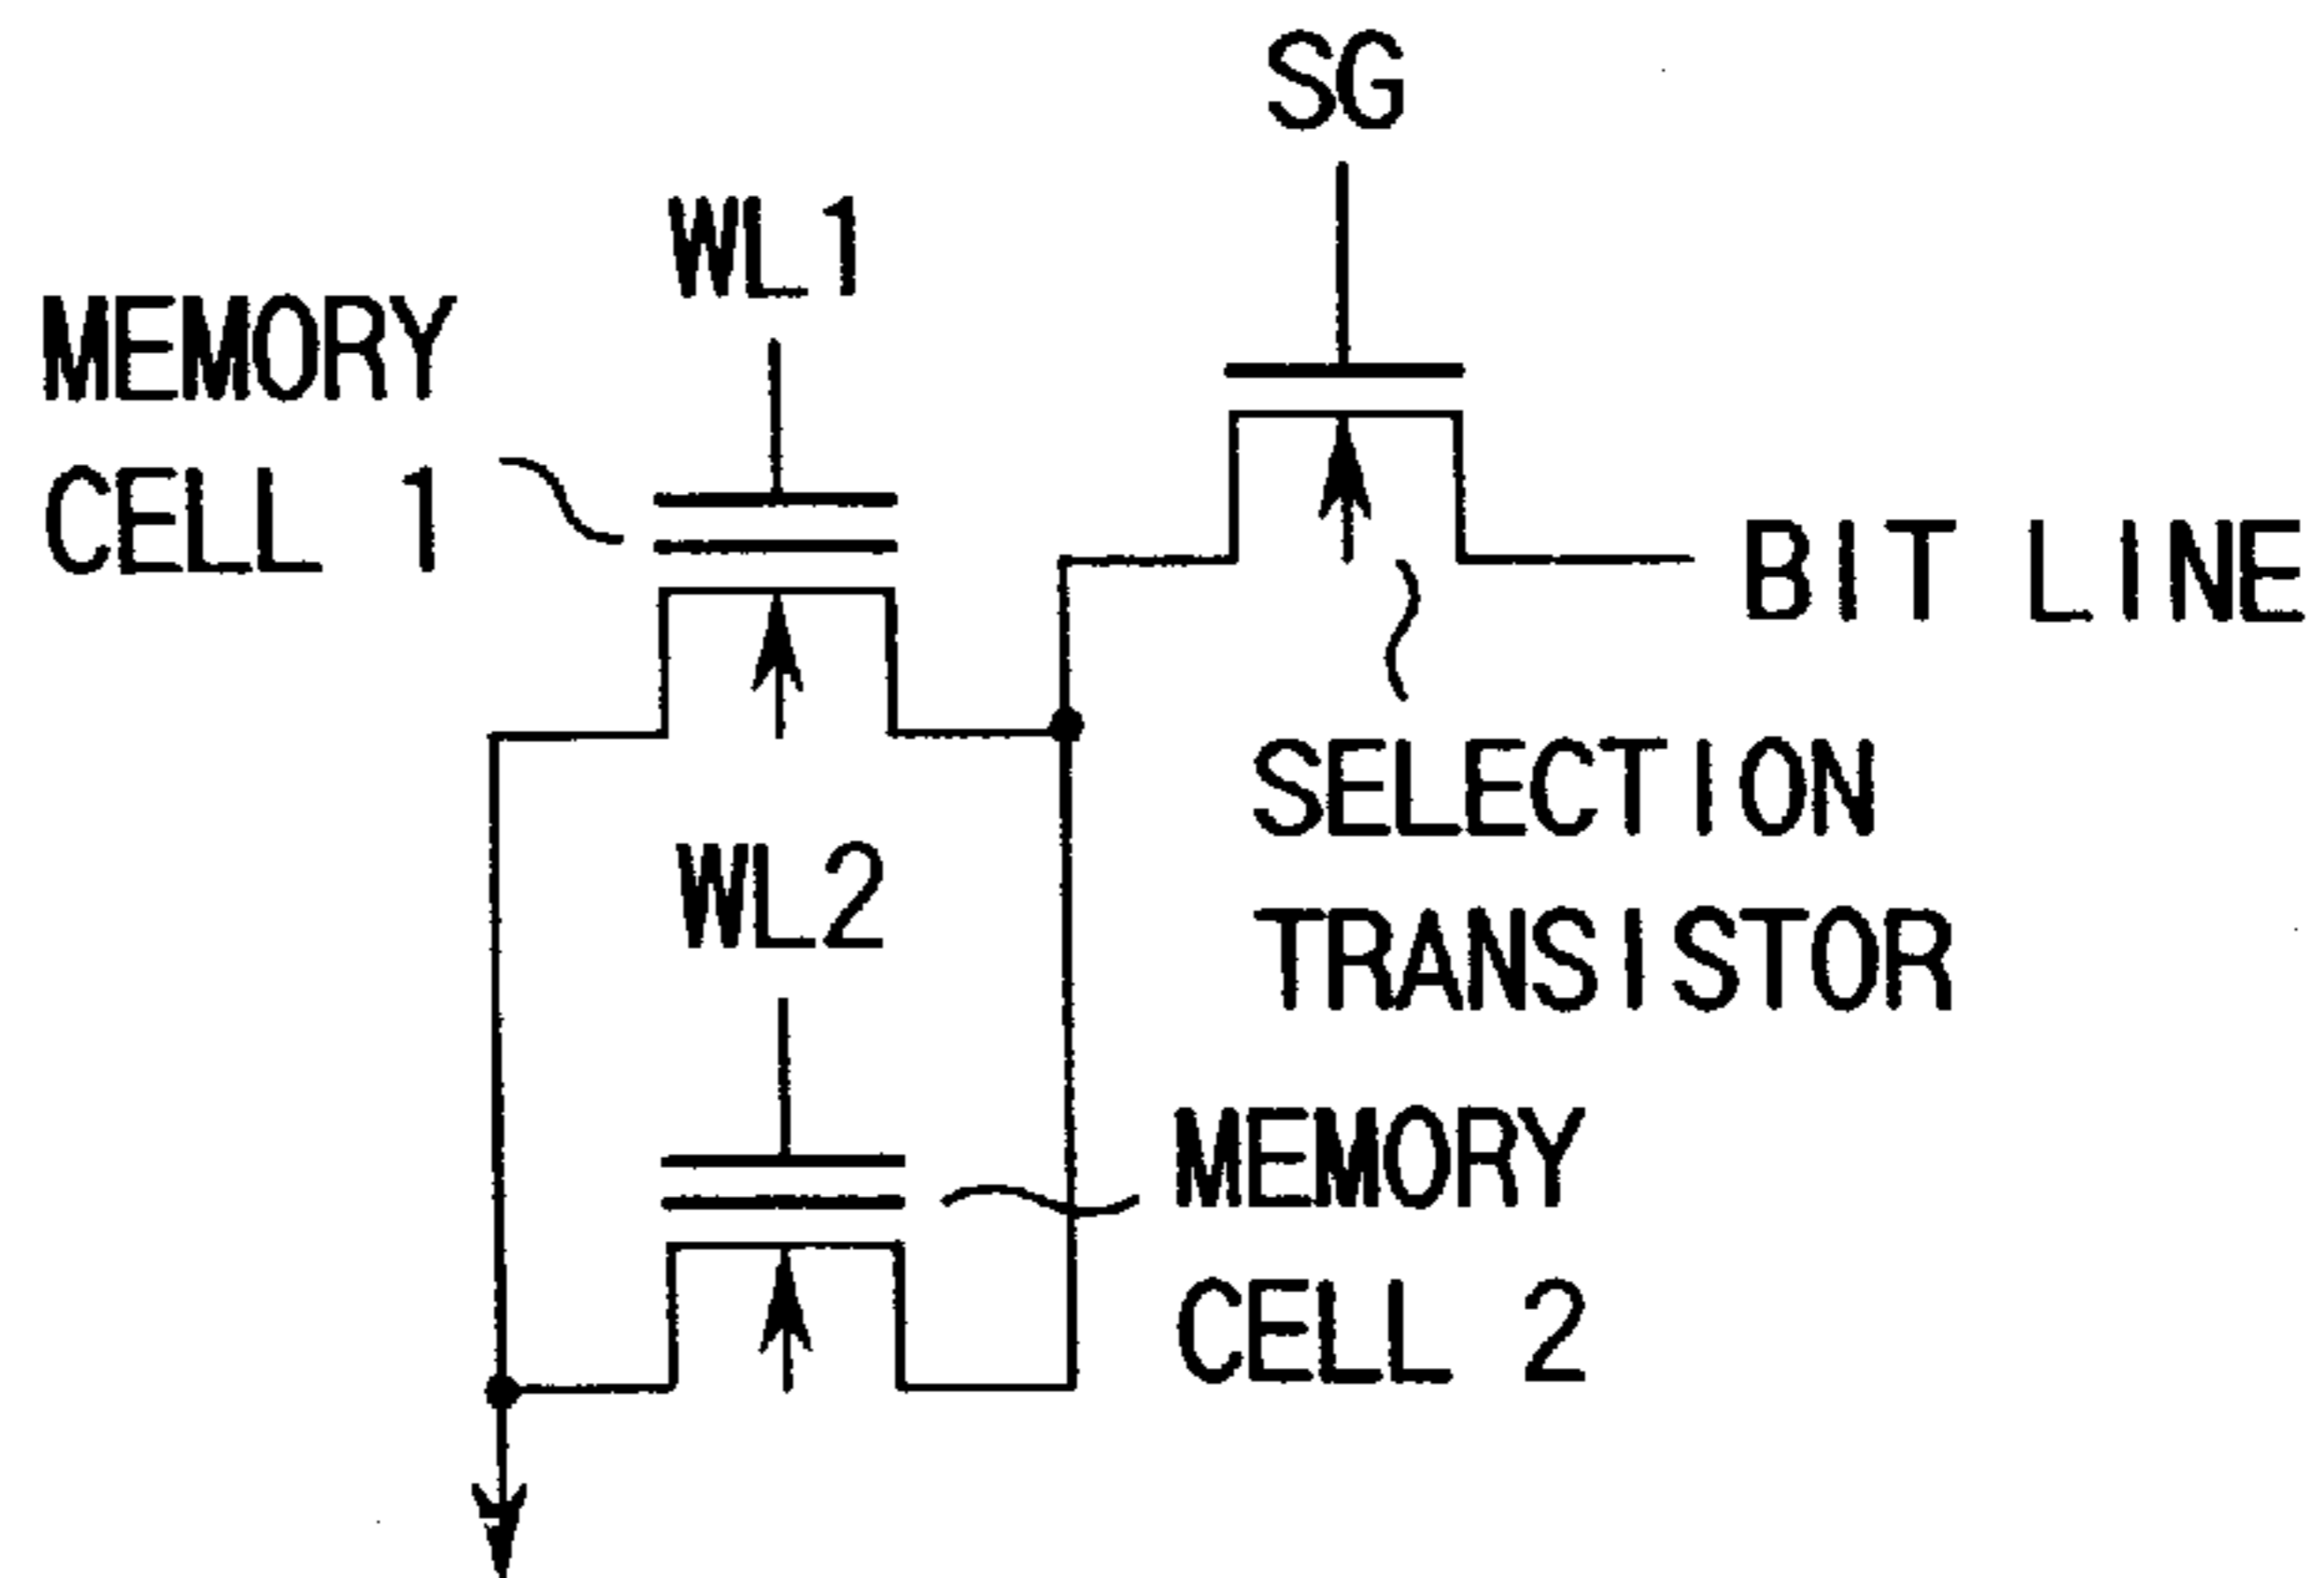 SG
WL1
MEMORY
CELL 1
BIT LINE
SELECTION
TRANSISTOR
WL2
MEMORY
CELL 2